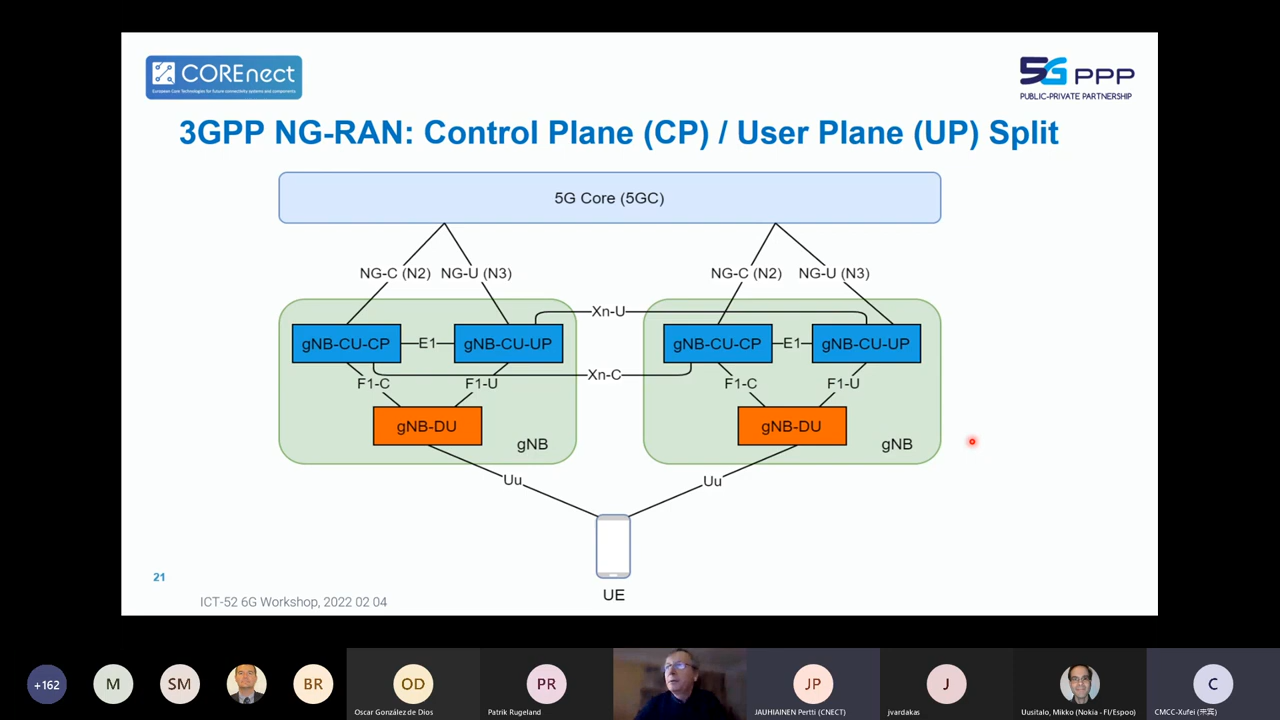 COREnect
European Core Technologies for future connectivity systems and components
5G PPP
PUBLIC-PRIVATE PARTNERSHIP
3GPP NG-RAN: Control Plane (CP) / User Plane (UP) Split
5G Core (5GC)
NG-C (N2) NG-U (N3) NG-C (N2) NG-U (N3)
Xn-U
gNB-CU-CP E1 gNB-CU-UP gNB-CU-CP E1 gNB-CU-UP
Xn-C
F1-C F1-U F1-C F1-U
gNB-DU gNB gNB-DU gNB
Uu Uu
UE
21
ICT-52 6G Workshop, 2022 02 04
+162 M SM BR OD PR JP J C
Oscar González de Dios Patrik Rugeland JAUHIAINEN Pertti (CNECT) jvardakas Uusitalo, Mikko (Nokia - FI/Espoo) CMCC-Xufei